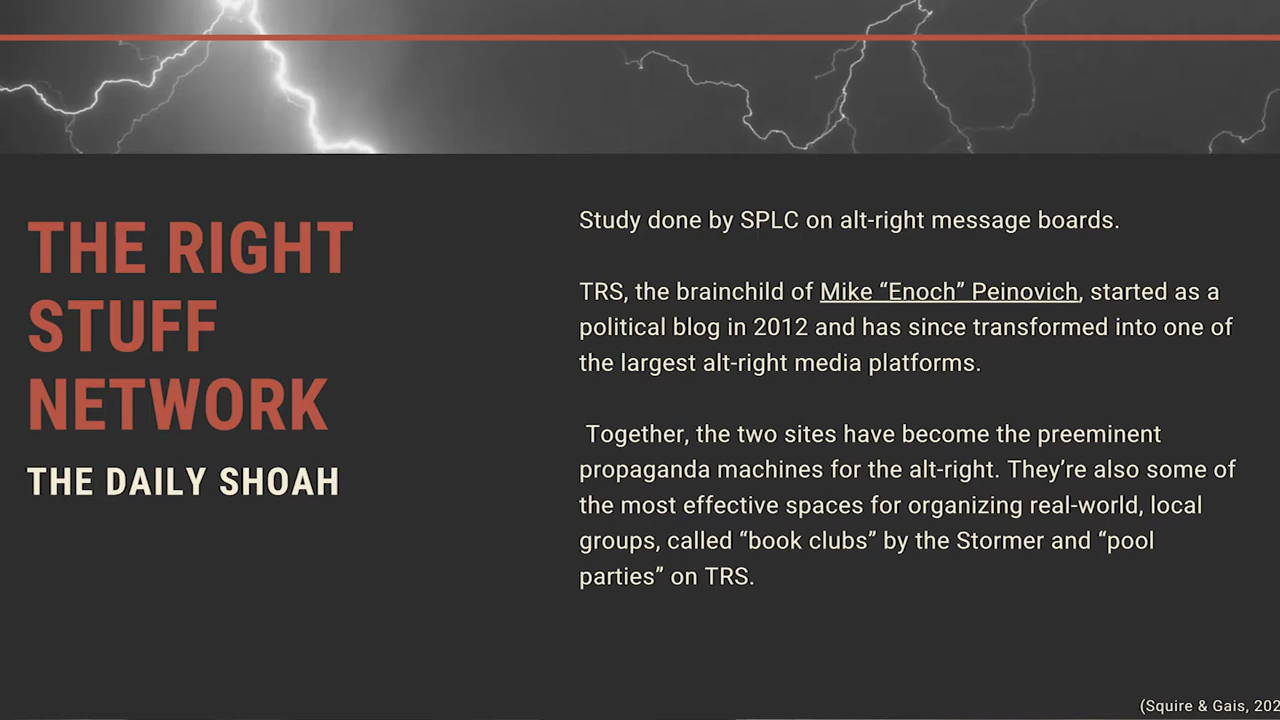 THE RIGHT
STUFF
NETWORK
THE DAILY SHOAH
Study done by SPLC on alt-right message boards.
TRS, the brainchild of Mike “Enoch” Peinovich, started as a
political blog in 2012 and has since transformed into one of
the largest alt-right media platforms.
Together, the two sites have become the preeminent
propaganda machines for the alt-right. They’re also some of
the most effective spaces for organizing real-world, local
groups, called “book clubs” by the Stormer and “pool
parties” on TRS.
(Squire & Gais, 202